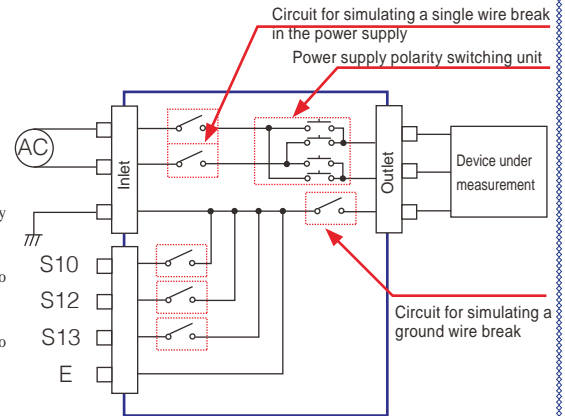 Circuit for simulating a single wire break
in the power supply
Power supply polarity switching unit
AC
Inlet
Outlet
Device under
measurement
y
S10
o
S12
S13
o
E
Circuit for simulating a
ground wire break